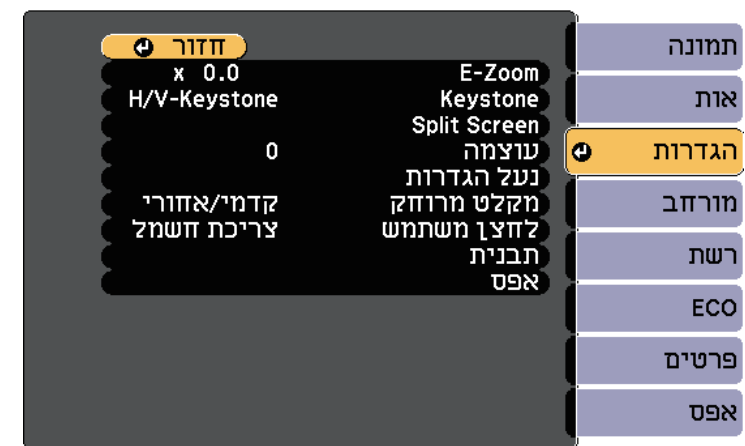 תמונה
אות
הגדרות
מורחב
רשת
ECO
פרטים
אפס
חזור
E-Zoom x 0.0
Keystone H/V-Keystone
Split Screen
עוצמה 0
נעל הגדרות
מקלט מרוחק קדמי/אחורי
לחצן משתמש צריכת חשמל
תבנית
אפס